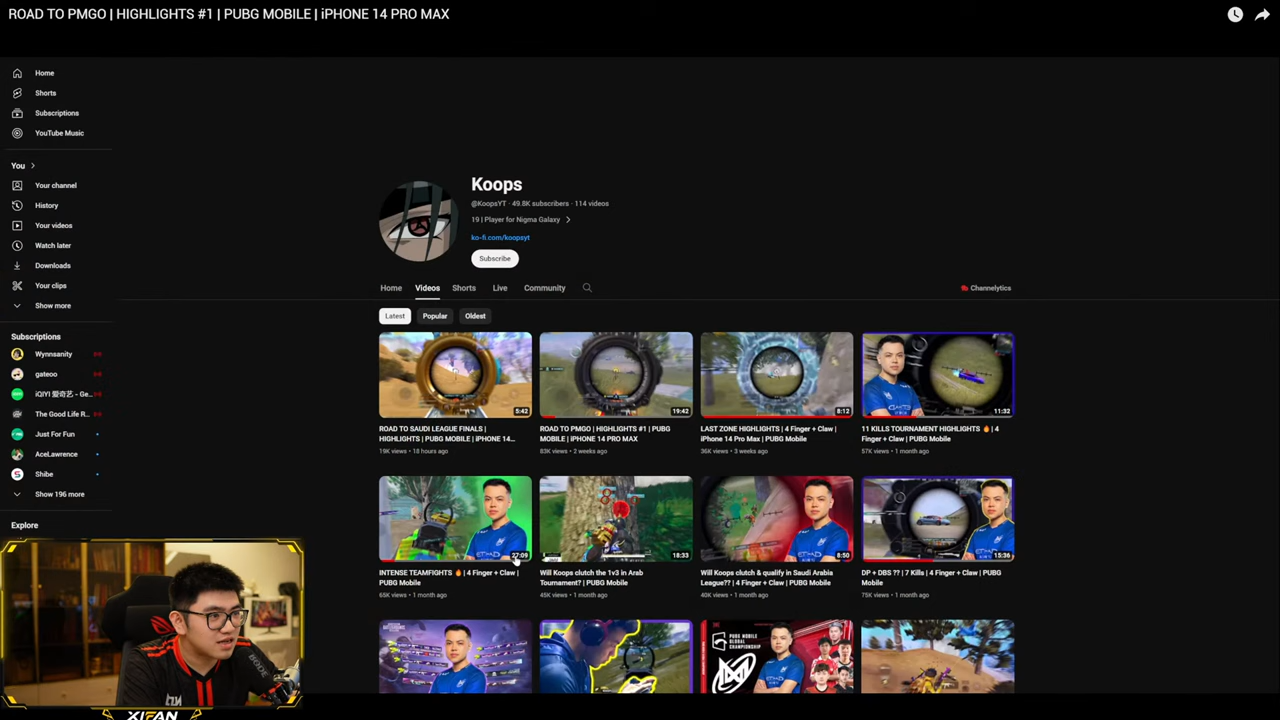 ROAD TO PMGO | HIGHLIGHTS #1 | PUBG MOBILE | iPHONE 14 PRO MAX
Home
Shorts
Subscriptions
YouTube Music
You
Your channel
History
Your videos
Watch later
Downloads
Your clips
Show more
Subscriptions
Wynnsanity
gateoo
iQIYI 爱奇艺 - Ge...
The Good Life R...
Just For Fun
AceLawrence
Shibe
Show 196 more
Explore
Koops
@KoopsYT · 49.8K subscribers · 114 videos
19 | Player for Nigma Galaxy
ko-fi.com/koopsyt
Subscribe
Home
Videos
Shorts
Live
Community
Channelytics
Latest
Popular
Oldest
5:42
19:42
8:12
11:32
ROAD TO SAUDI LEAGUE FINALS |
HIGHLIGHTS | PUBG MOBILE | iPHONE 14...
19K views • 18 hours ago
ROAD TO PMGO | HIGHLIGHTS #1 | PUBG
MOBILE | iPHONE 14 PRO MAX
83K views • 2 weeks ago
LAST ZONE HIGHLIGHTS | 4 Finger + Claw |
iPhone 14 Pro Max | PUBG Mobile
36K views • 3 weeks ago
11 KILLS TOURNAMENT HIGHLIGHTS 🔥 | 4
Finger + Claw | PUBG Mobile
57K views • 1 month ago
27:09
18:33
8:50
15:36
INTENSE TEAMFIGHTS 🔥 | 4 Finger + Claw |
PUBG Mobile
65K views • 1 month ago
Will Koops clutch the 1v3 in Arab
Tournament? | PUBG Mobile
45K views • 1 month ago
Will Koops clutch & qualify in Saudi Arabia
League?? | 4 Finger + Claw | PUBG Mobile
40K views • 1 month ago
DP + DBS ?? | 7 Kills | 4 Finger + Claw | PUBG
Mobile
75K views • 1 month ago
PUBG MOBILE
GLOBAL
CHAMPIONSHIP
XIFAN